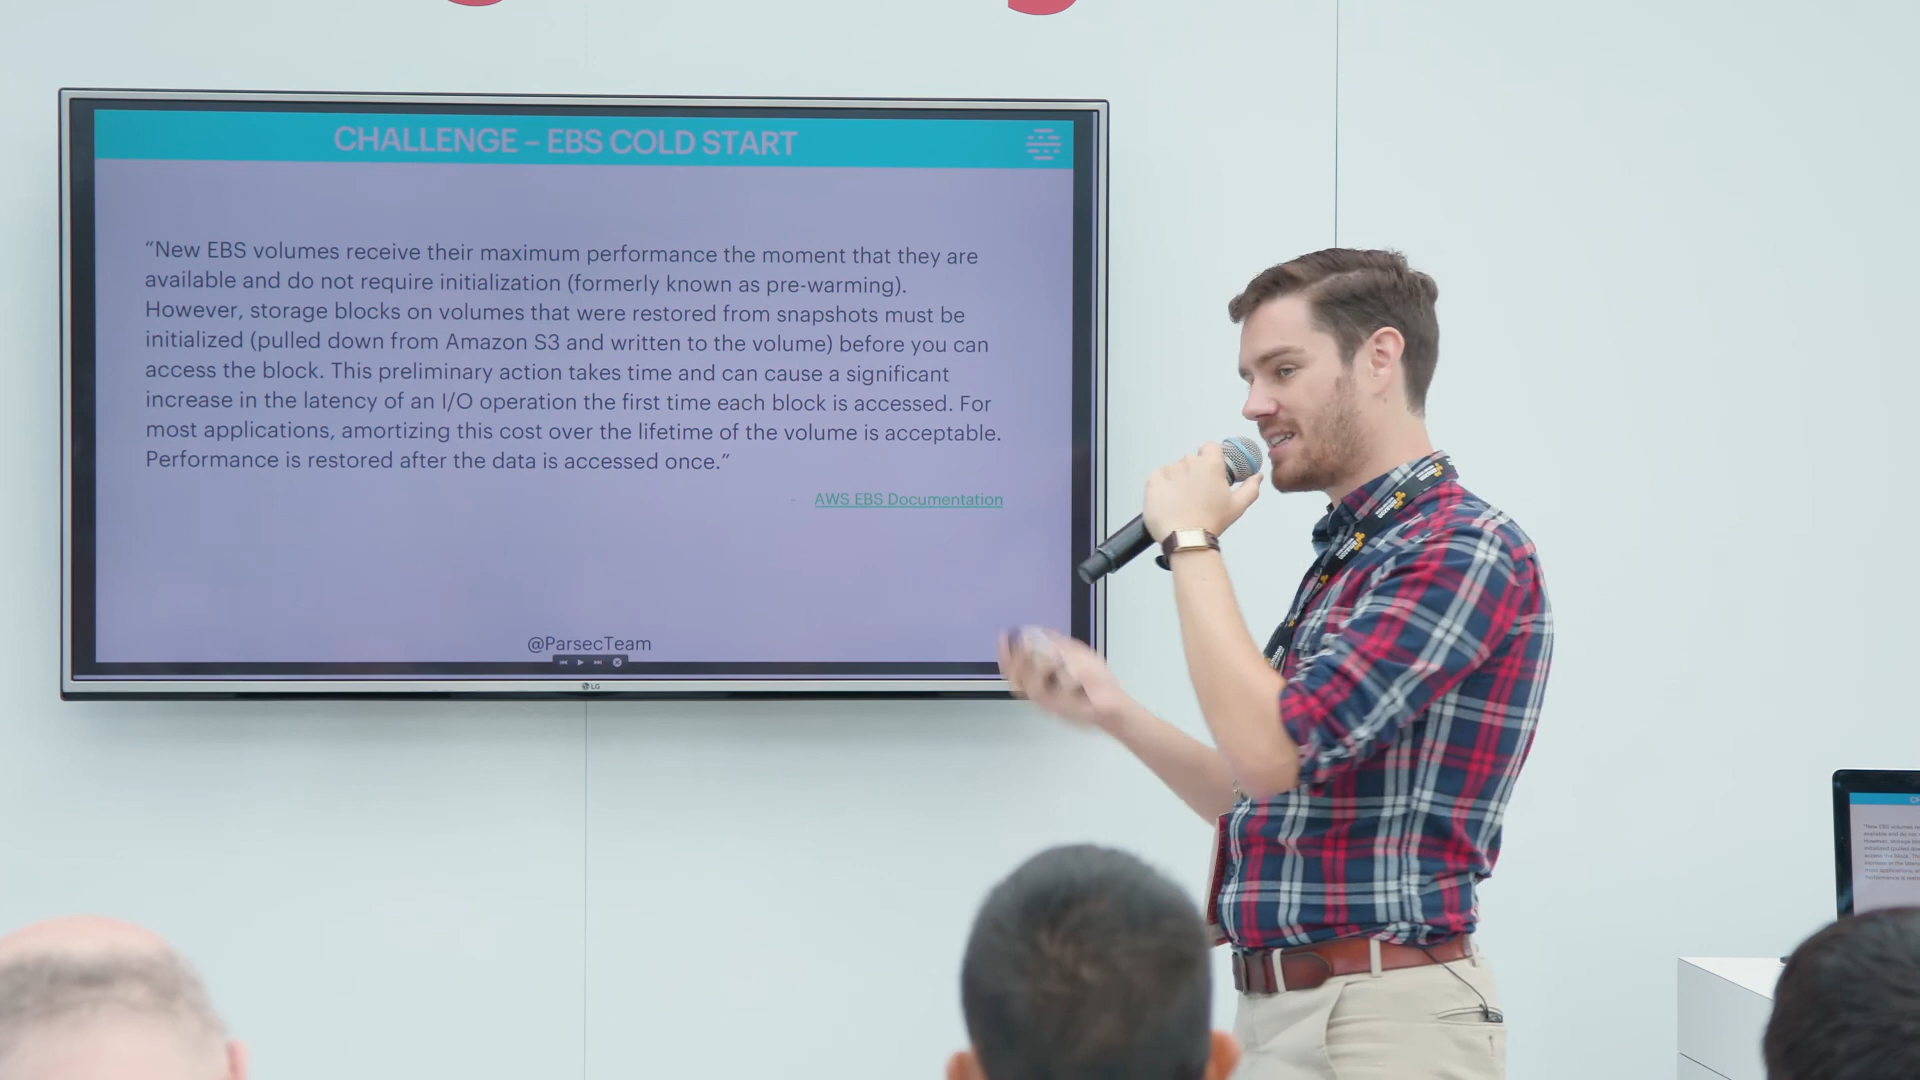 CHALLENGE – EBS COLD START
“New EBS volumes receive their maximum performance the moment that they are
available and do not require initialization (formerly known as pre-warming).
However, storage blocks on volumes that were restored from snapshots must be
initialized (pulled down from Amazon S3 and written to the volume) before you can
access the block. This preliminary action takes time and can cause a significant
increase in the latency of an I/O operation the first time each block is accessed. For
most applications, amortizing this cost over the lifetime of the volume is acceptable.
Performance is restored after the data is accessed once.”
- AWS EBS Documentation
@ParsecTeam
LG